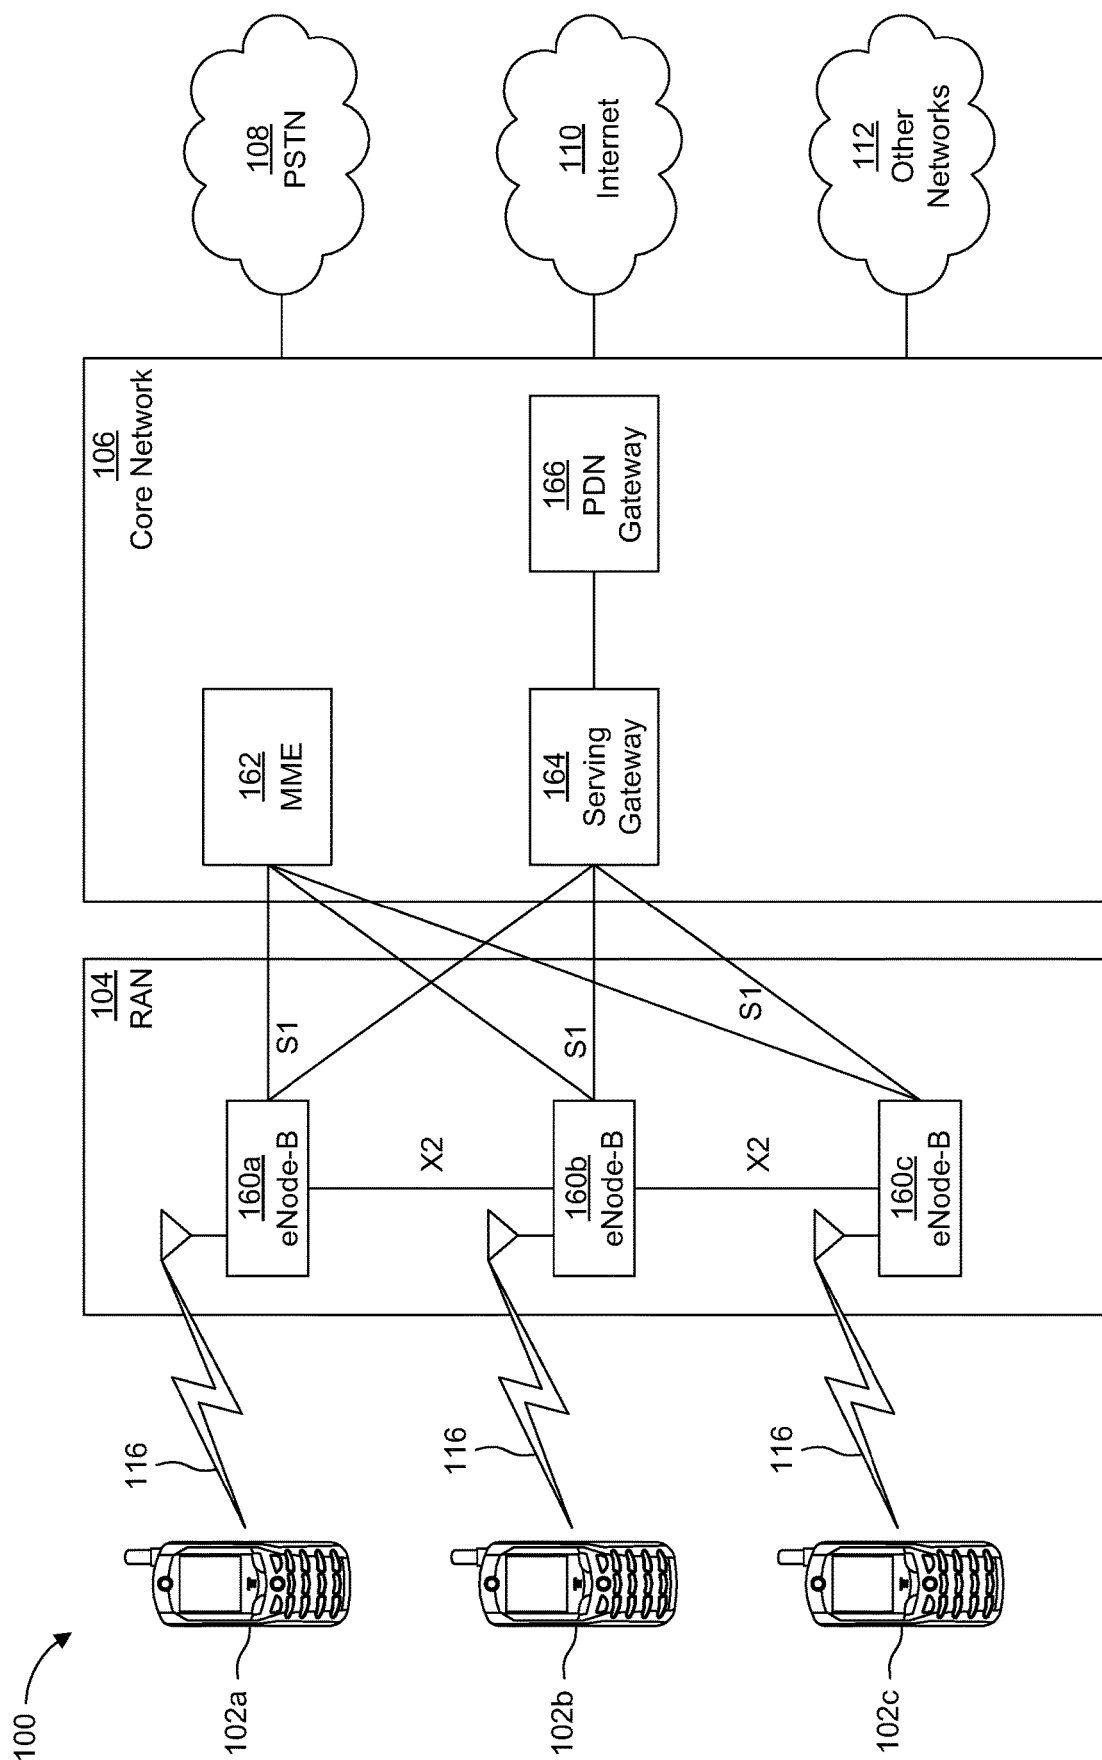 100
102a
102b
102c
116
116
116
104
RAN
160a
eNode-B
160b
eNode-B
160c
eNode-B
X2
X2
S1
S1
S1
106
Core Network
162
MME
164
Serving
Gateway
166
PDN
Gateway
108
PSTN
110
Internet
112
Other
Networks